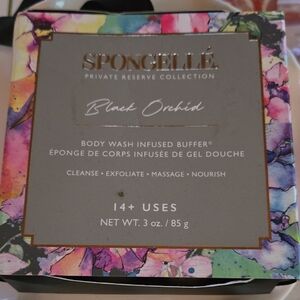 SPONGELLÉ.
PRIVATE RESERVE COLLECTION
Black Orchid
BODY WASH INFUSED BUFFER®
ÉPONGE DE CORPS INFUSÉE DE GEL DOUCHE
CLEANSE • EXFOLIATE • MASSAGE • NOURISH
14+ USES
NET WT. 3 oz. / 85 g